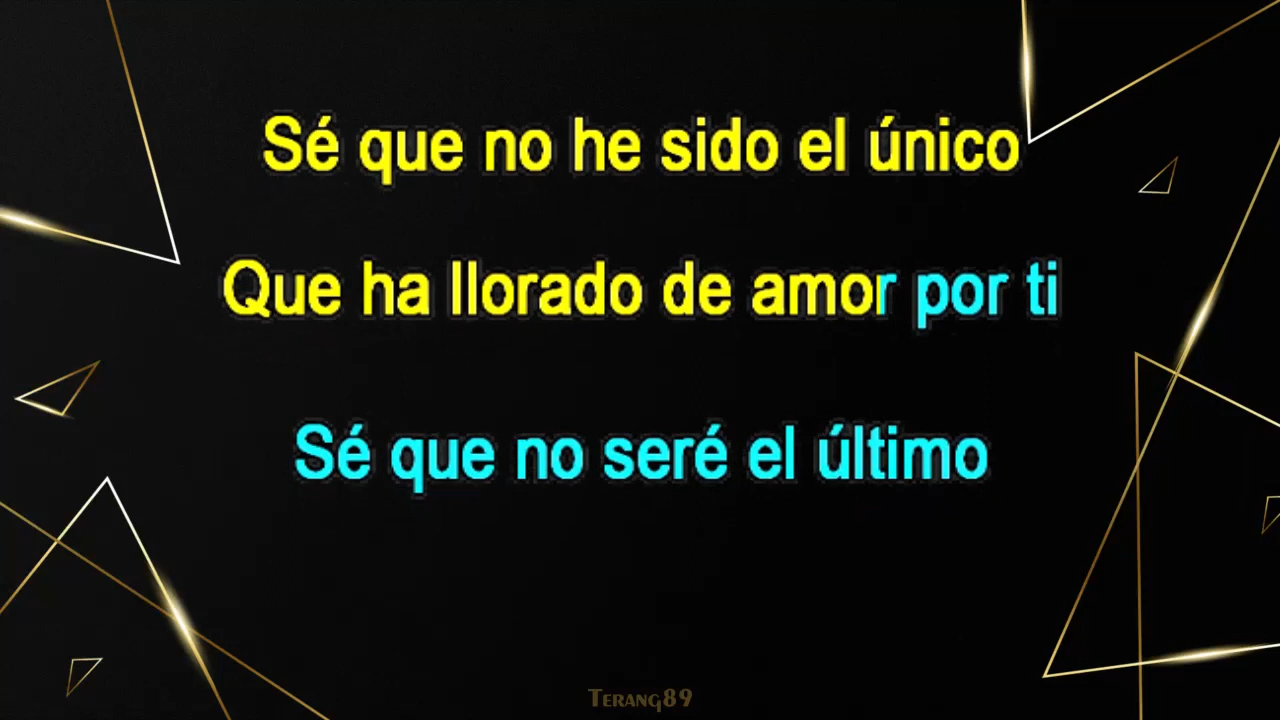 Sé que no he sido el único
Que ha llorado de amor por ti
Sé que no seré el último
Terang89